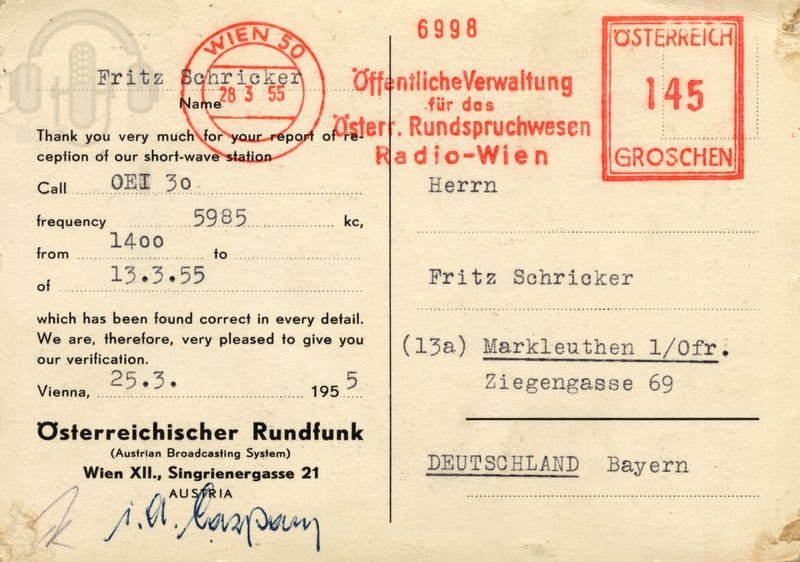 Fritz Schricker
Name
Thank you very much for your report of re-
ception of our short-wave station
Call OEI 30
frequency 5985 kc,
from 1400 to
of 13.3.55
which has been found correct in every detail.
We are, therefore, very pleased to give you
our verification.
Vienna, 25.3. 1955
Österreichischer Rundfunk
(Austrian Broadcasting System)
Wien XII., Singrienergasse 21
AUSTRIA
i.A.
WIEN 50
28 3 55
6998
Öffentliche Verwaltung
für das
Österr. Rundspruchwesen
Radio-Wien
ÖSTERREICH
145
GROSCHEN
Herrn
Fritz Schricker
(13a) Markleuthen 1/Ofr.
Ziegengasse 69
DEUTSCHLAND Bayern